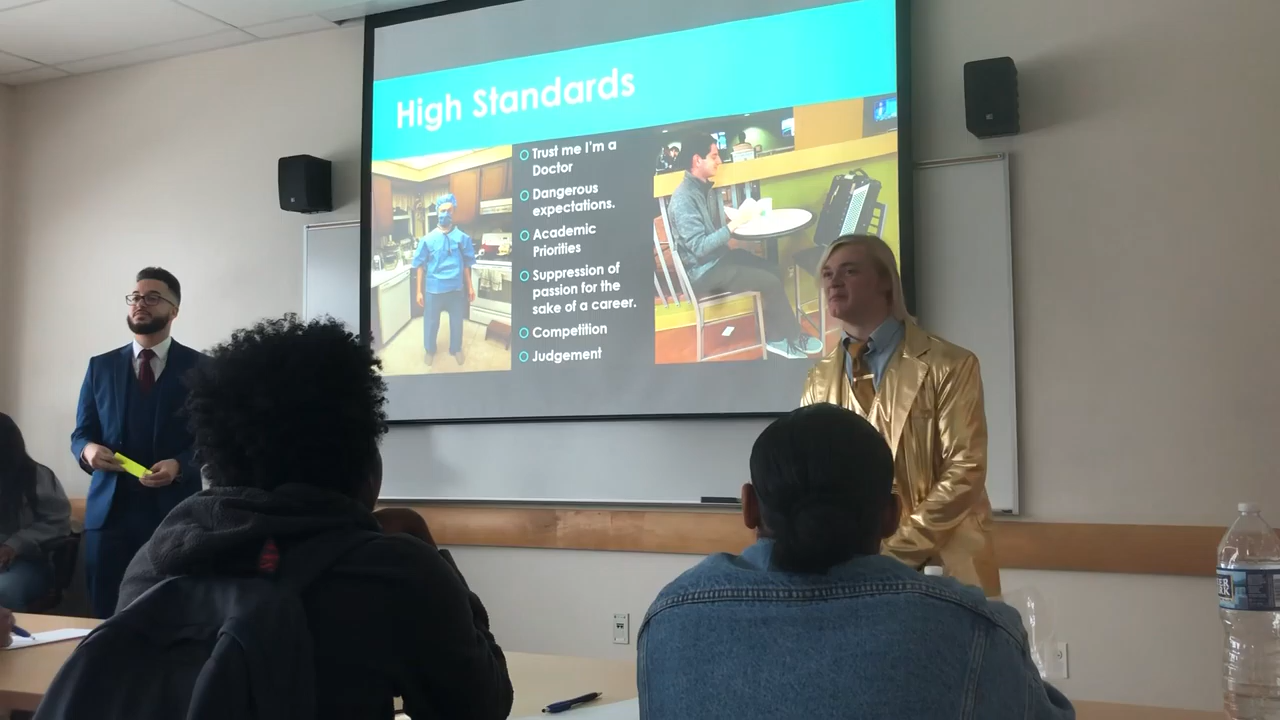 High Standards
Trust me I'm a
Doctor
Dangerous
expectations.
Academic
Priorities
Suppression of
passion for the
sake of a career.
Competition
Judgement